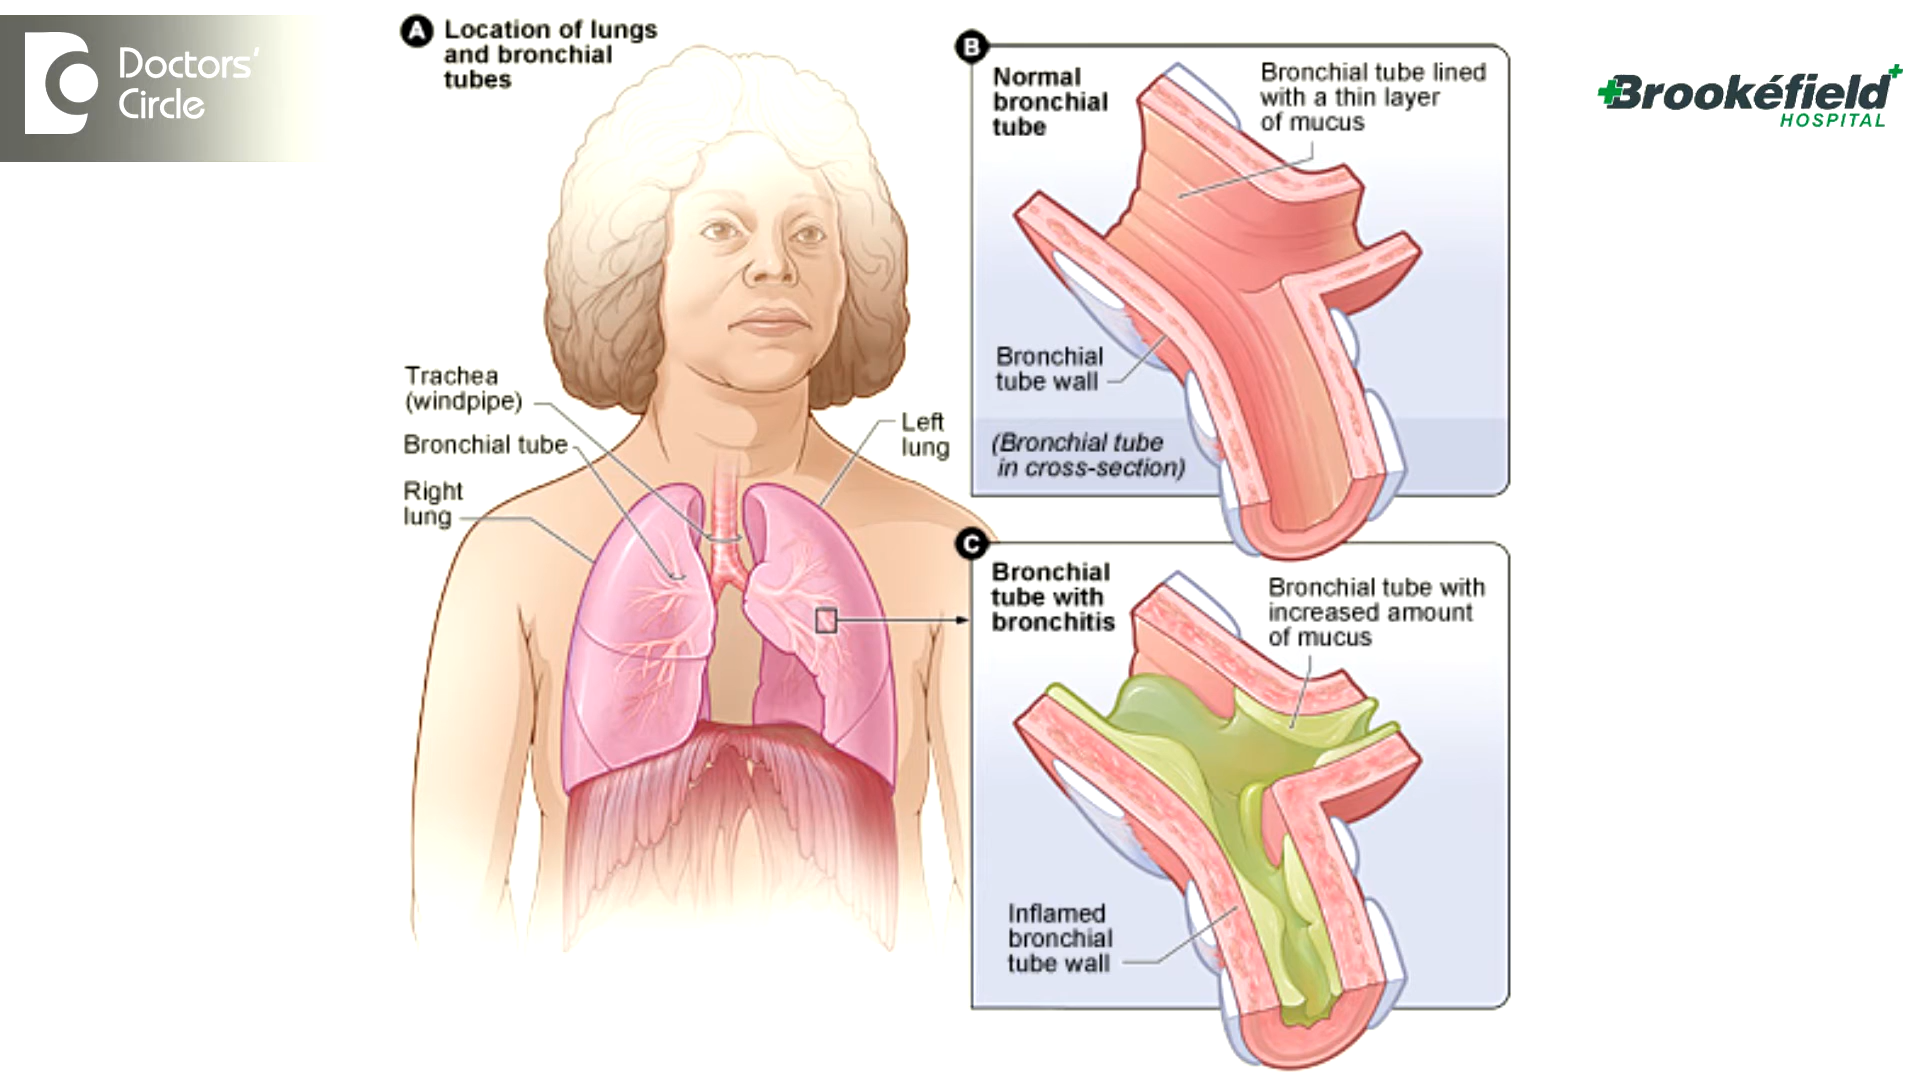 Doctors'
Circle
A Location of lungs
and bronchial
tubes
Trachea
(windpipe)
Bronchial tube
Right
lung
Left
lung
B
Normal
bronchial
tube
Bronchial tube lined
with a thin layer
of mucus
Bronchial
tube wall
(Bronchial tube
in cross-section)
C
Bronchial
tube with
bronchitis
Bronchial tube with
increased amount
of mucus
Inflamed
bronchial
tube wall
Brookéfield
HOSPITAL